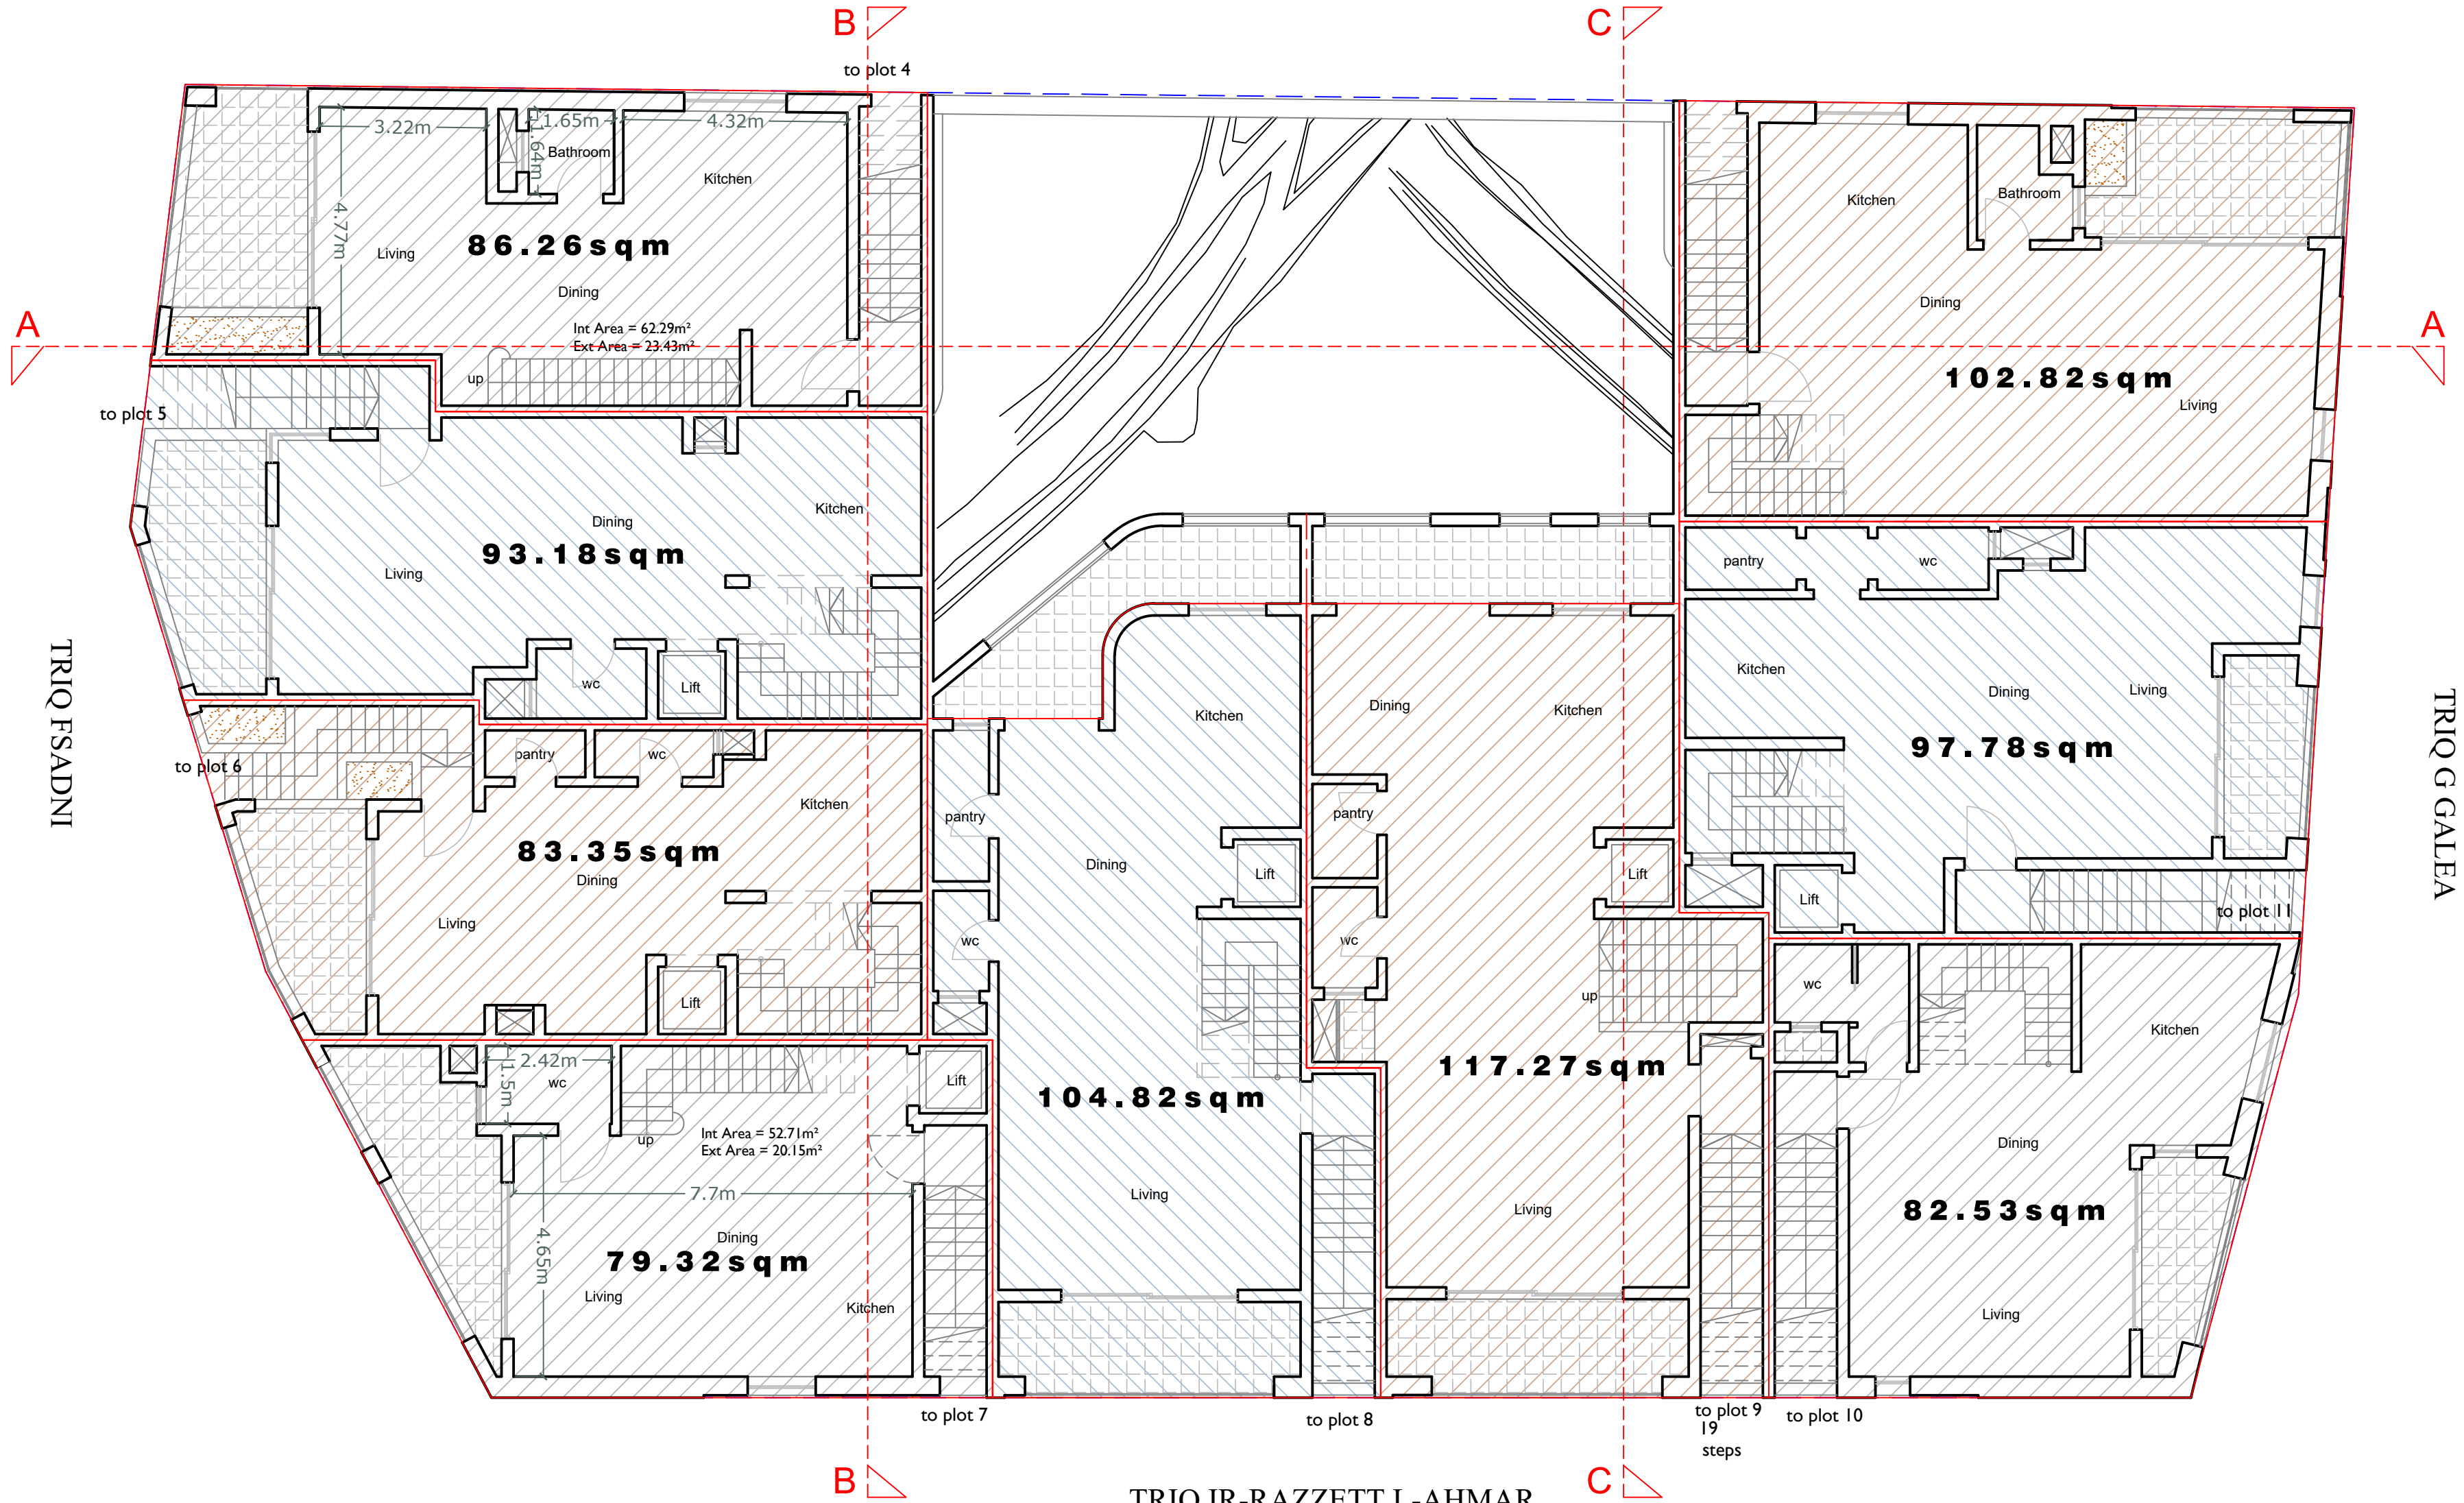 B
C
to plot 4
3.22m
1.65m
4.32m
1.64m
Bathroom
Kitchen
4.77m
Living
86.26sqm
Dining
Int Area = 62.29m²
Ext Area = 23.43m²
up
Kitchen
Bathroom
Dining
102.82sqm
Living
A
A
to plot 5
Kitchen
Dining
93.18sqm
Living
wc
Lift
pantry
wc
Kitchen
Dining
Living
97.78sqm
Lift
to plot 11
TRIQ FSADNI
TRIQ G GALEA
to plot 6
pantry
wc
Kitchen
83.35sqm
Dining
Living
Lift
Kitchen
pantry
Dining
Lift
wc
104.82sqm
Living
Dining
Kitchen
pantry
Lift
wc
up
117.27sqm
Living
2.42m
wc
1.5m
Lift
up
Int Area = 52.71m²
Ext Area = 20.15m²
7.7m
4.65m
Dining
79.32sqm
Living
Kitchen
wc
Kitchen
Dining
82.53sqm
Living
to plot 7
to plot 8
to plot 9
19
steps
to plot 10
B
C
TRIQ IR-RAZZETT L-AHMAR